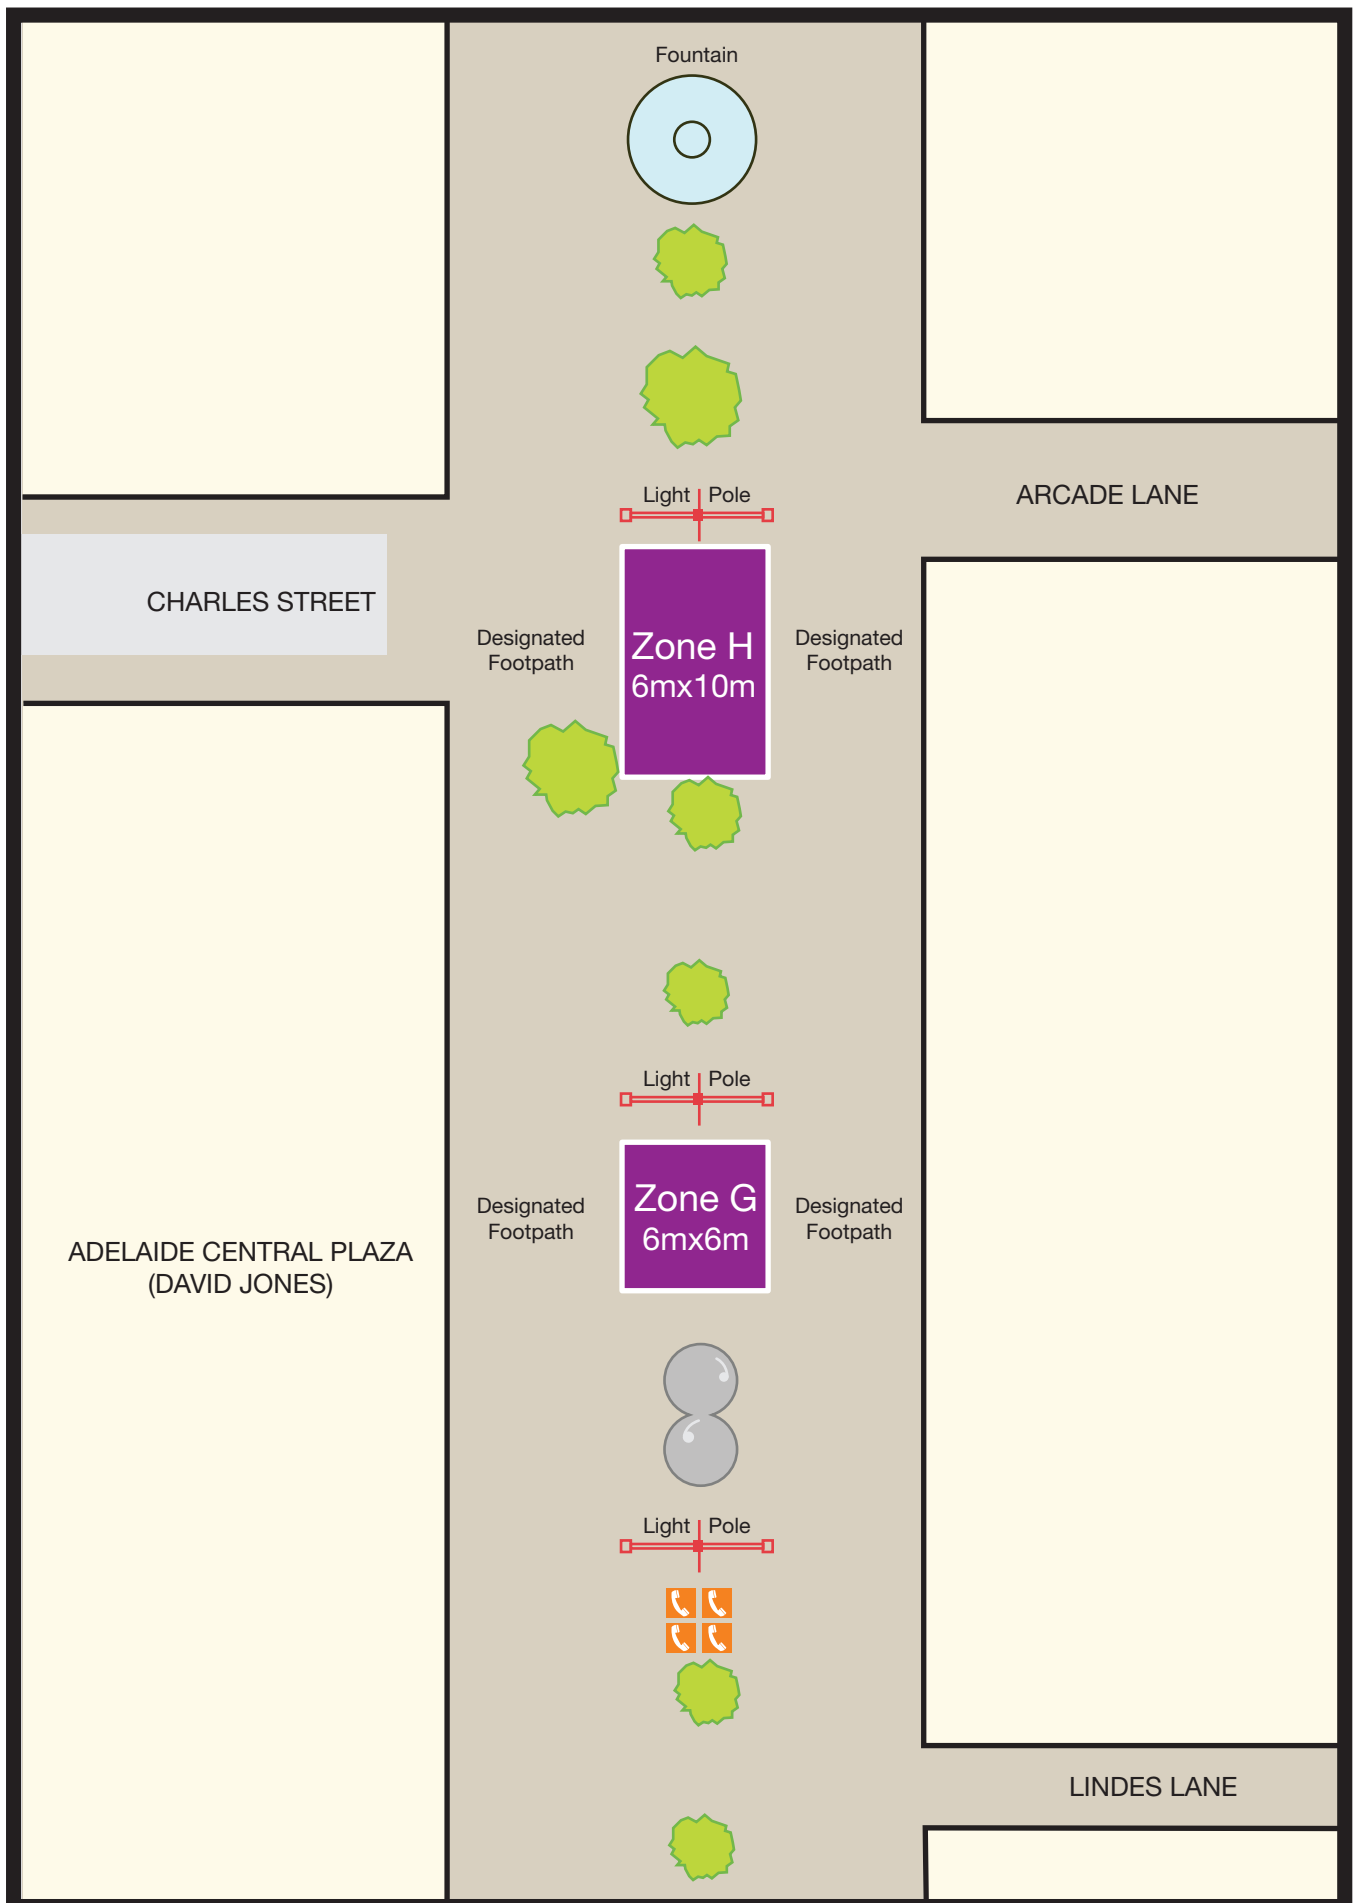 Fountain
Light Pole
ARCADE LANE
CHARLES STREET
Designated
Footpath
Zone H
6mx10m
Designated
Footpath
Light Pole
Designated
Footpath
Zone G
6mx6m
Designated
Footpath
ADELAIDE CENTRAL PLAZA
(DAVID JONES)
Light Pole
LINDES LANE